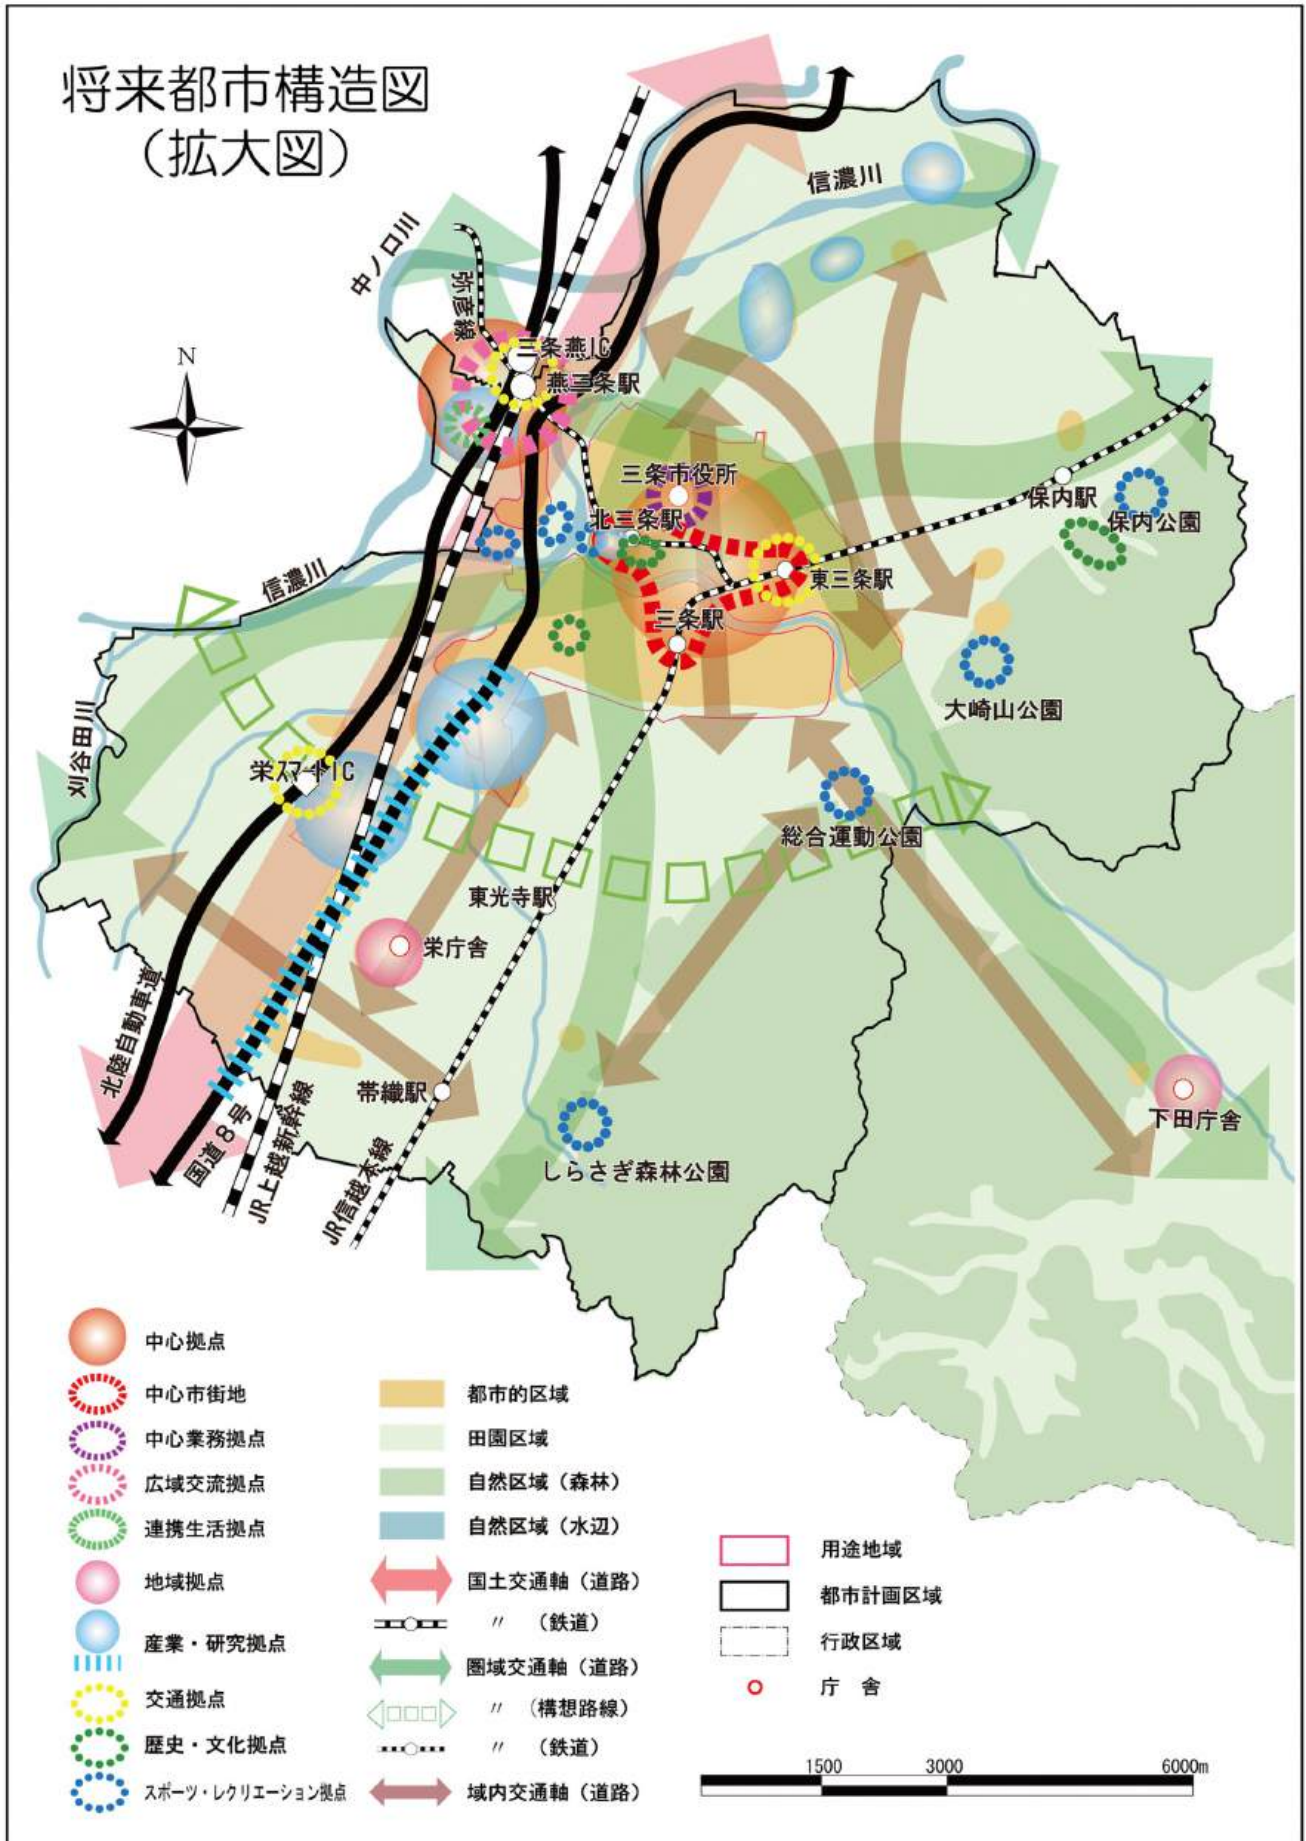 将来都市構造図
（拡大図）
信濃川
中ノ口川
弥彦線
N
三条燕IC
燕三条駅
三条市役所
北三条駅
保内駅
保内公園
東三条駅
信濃川
三条駅
大崎山公園
刈谷田川
栄スマートIC
総合運動公園
東光寺駅
栄庁舎
北陸自動車道
帯織駅
下田庁舎
国道8号
JR上越新幹線
JR信越本線
しらさぎ森林公園
中心拠点
中心市街地
中心業務拠点
広域交流拠点
連携生活拠点
地域拠点
産業・研究拠点
交通拠点
歴史・文化拠点
スポーツ・レクリエーション拠点
都市的区域
田園区域
自然区域（森林）
自然区域（水辺）
国土交通軸（道路）
〃　（鉄道）
圏域交通軸（道路）
〃　（構想路線）
〃　（鉄道）
域内交通軸（道路）
用途地域
都市計画区域
行政区域
庁　舎
1500 3000 6000m